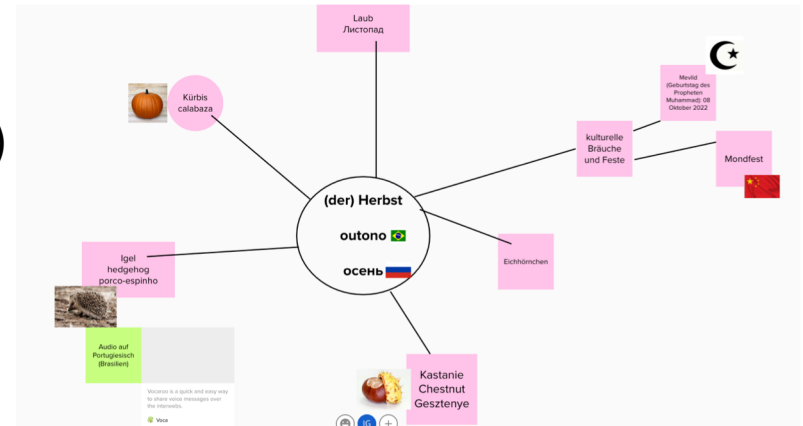 Laub
Листопад
Kürbis
calabaza
Mevlid
(Geburtstag des
Propheten
Muhammad): 08
Oktober 2022
kulturelle
Bräuche
und Feste
Mondfest
(der) Herbst
outono
осень
Igel
hedgehog
porco-espinho
Eichhörnchen
Audio auf
Portugiesisch
(Brasilien)
Kastanie
Chestnut
Gesztenye
Vocaroo is a quick and easy way
to share voice messages over
the interwebs.
Voca
IG